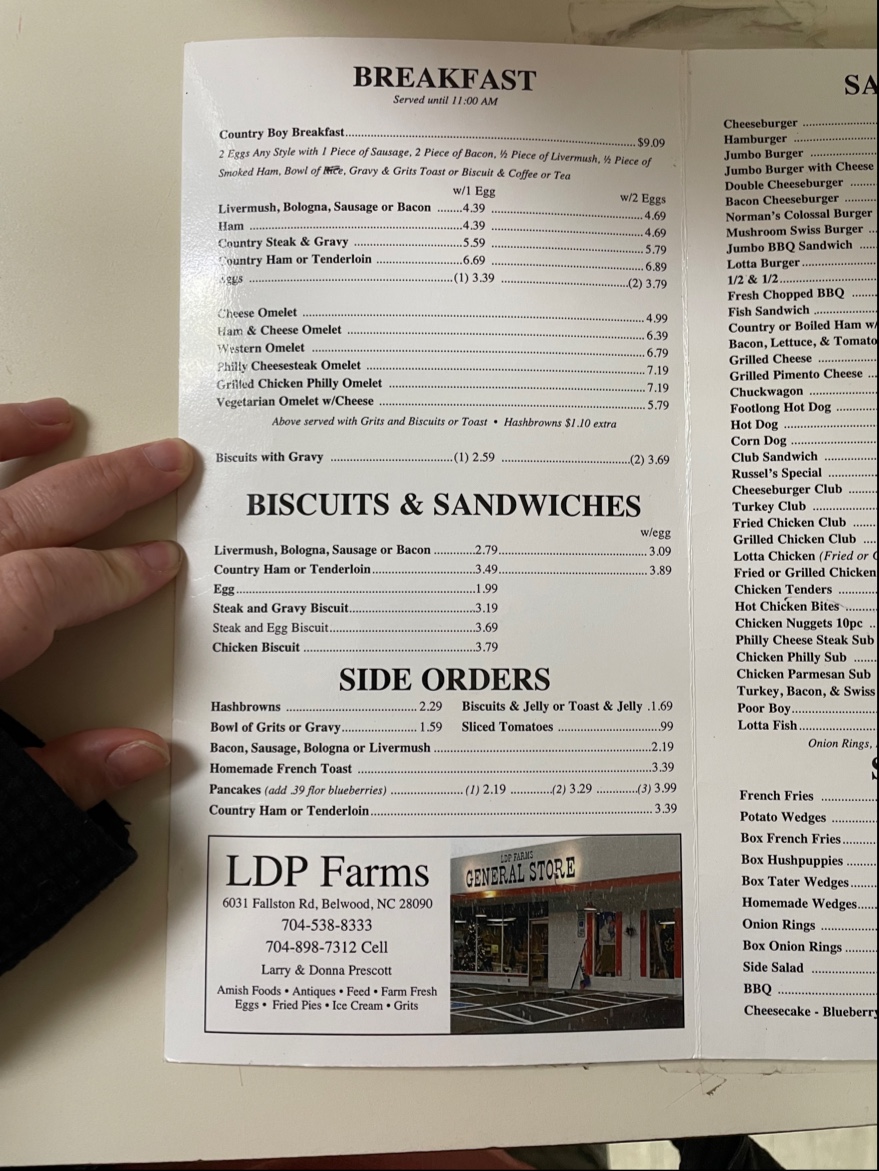 BREAKFAST
Served until 11:00 AM
Country Boy Breakfast.....$9.09
2 Eggs Any Style with 1 Piece of Sausage, 2 Piece of Bacon, ½ Piece of Livermush, ½ Piece of
Smoked Ham, Bowl of Gravy & Grits Toast or Biscuit & Coffee or Tea
w/1 Egg w/2 Eggs
Livermush, Bologna, Sausage or Bacon .....4.39 .....4.69
Ham .....4.39 .....4.69
Country Steak & Gravy .....5.59 .....5.79
Country Ham or Tenderloin .....6.69 .....6.89
Eggs .....(1) 3.39 .....(2) 3.79
Cheese Omelet .....4.99
Ham & Cheese Omelet .....6.39
Western Omelet .....6.79
Philly Cheesesteak Omelet .....7.19
Grilled Chicken Philly Omelet .....7.19
Vegetarian Omelet w/Cheese .....5.79
Above served with Grits and Biscuits or Toast • Hashbrowns $1.10 extra
Biscuits with Gravy .....(1) 2.59 .....(2) 3.69
BISCUITS & SANDWICHES
w/egg
Livermush, Bologna, Sausage or Bacon .....2.79.....3.09
Country Ham or Tenderloin.....3.49.....3.89
Egg.....1.99
Steak and Gravy Biscuit.....3.19
Steak and Egg Biscuit.....3.69
Chicken Biscuit .....3.79
SIDE ORDERS
Hashbrowns .....2.29 Biscuits & Jelly or Toast & Jelly .1.69
Bowl of Grits or Gravy.....1.59 Sliced Tomatoes .....99
Bacon, Sausage, Bologna or Livermush .....2.19
Homemade French Toast .....3.39
Pancakes (add .39 flor blueberries) .....(1) 2.19 .....(2) 3.29 .....(3) 3.99
Country Ham or Tenderloin.....3.39
LDP Farms
6031 Fallston Rd, Belwood, NC 28090
704-538-8333
704-898-7312 Cell
Larry & Donna Prescott
Amish Foods • Antiques • Feed • Farm Fresh
Eggs • Fried Pies • Ice Cream • Grits
LDP FARMS
GENERAL STORE
SA
Cheeseburger
Hamburger
Jumbo Burger
Jumbo Burger with Cheese
Double Cheeseburger
Bacon Cheeseburger
Norman's Colossal Burger
Mushroom Swiss Burger
Jumbo BBQ Sandwich
Lotta Burger
1/2 & 1/2
Fresh Chopped BBQ
Fish Sandwich
Country or Boiled Ham w/
Bacon, Lettuce, & Tomato
Grilled Cheese
Grilled Pimento Cheese
Chuckwagon
Footlong Hot Dog
Hot Dog
Corn Dog
Club Sandwich
Russel's Special
Cheeseburger Club
Turkey Club
Fried Chicken Club
Grilled Chicken Club
Lotta Chicken (Fried or
Fried or Grilled Chicken
Chicken Tenders
Hot Chicken Bites
Chicken Nuggets 10pc
Philly Cheese Steak Sub
Chicken Philly Sub
Chicken Parmesan Sub
Turkey, Bacon, & Swiss
Poor Boy
Lotta Fish
Onion Rings,
French Fries
Potato Wedges
Box French Fries
Box Hushpuppies
Box Tater Wedges
Homemade Wedges
Onion Rings
Box Onion Rings
Side Salad
BBQ
Cheesecake - Blueberry